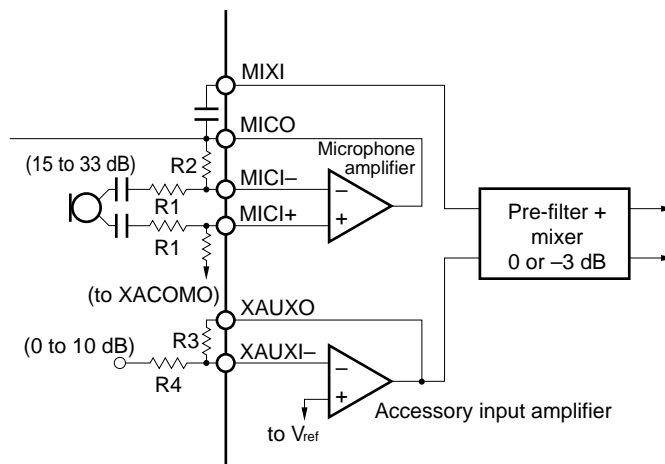 MIXI
MICO
(15 to 33 dB)
R2
Microphone
amplifier
MICI–
–
R1
MICI+
+
R1
Pre-filter +
mixer
0 or –3 dB
(to XACOMO)
XAUXO
(0 to 10 dB)
R3
XAUXI–
–
R4
+
to Vref
Accessory input amplifier